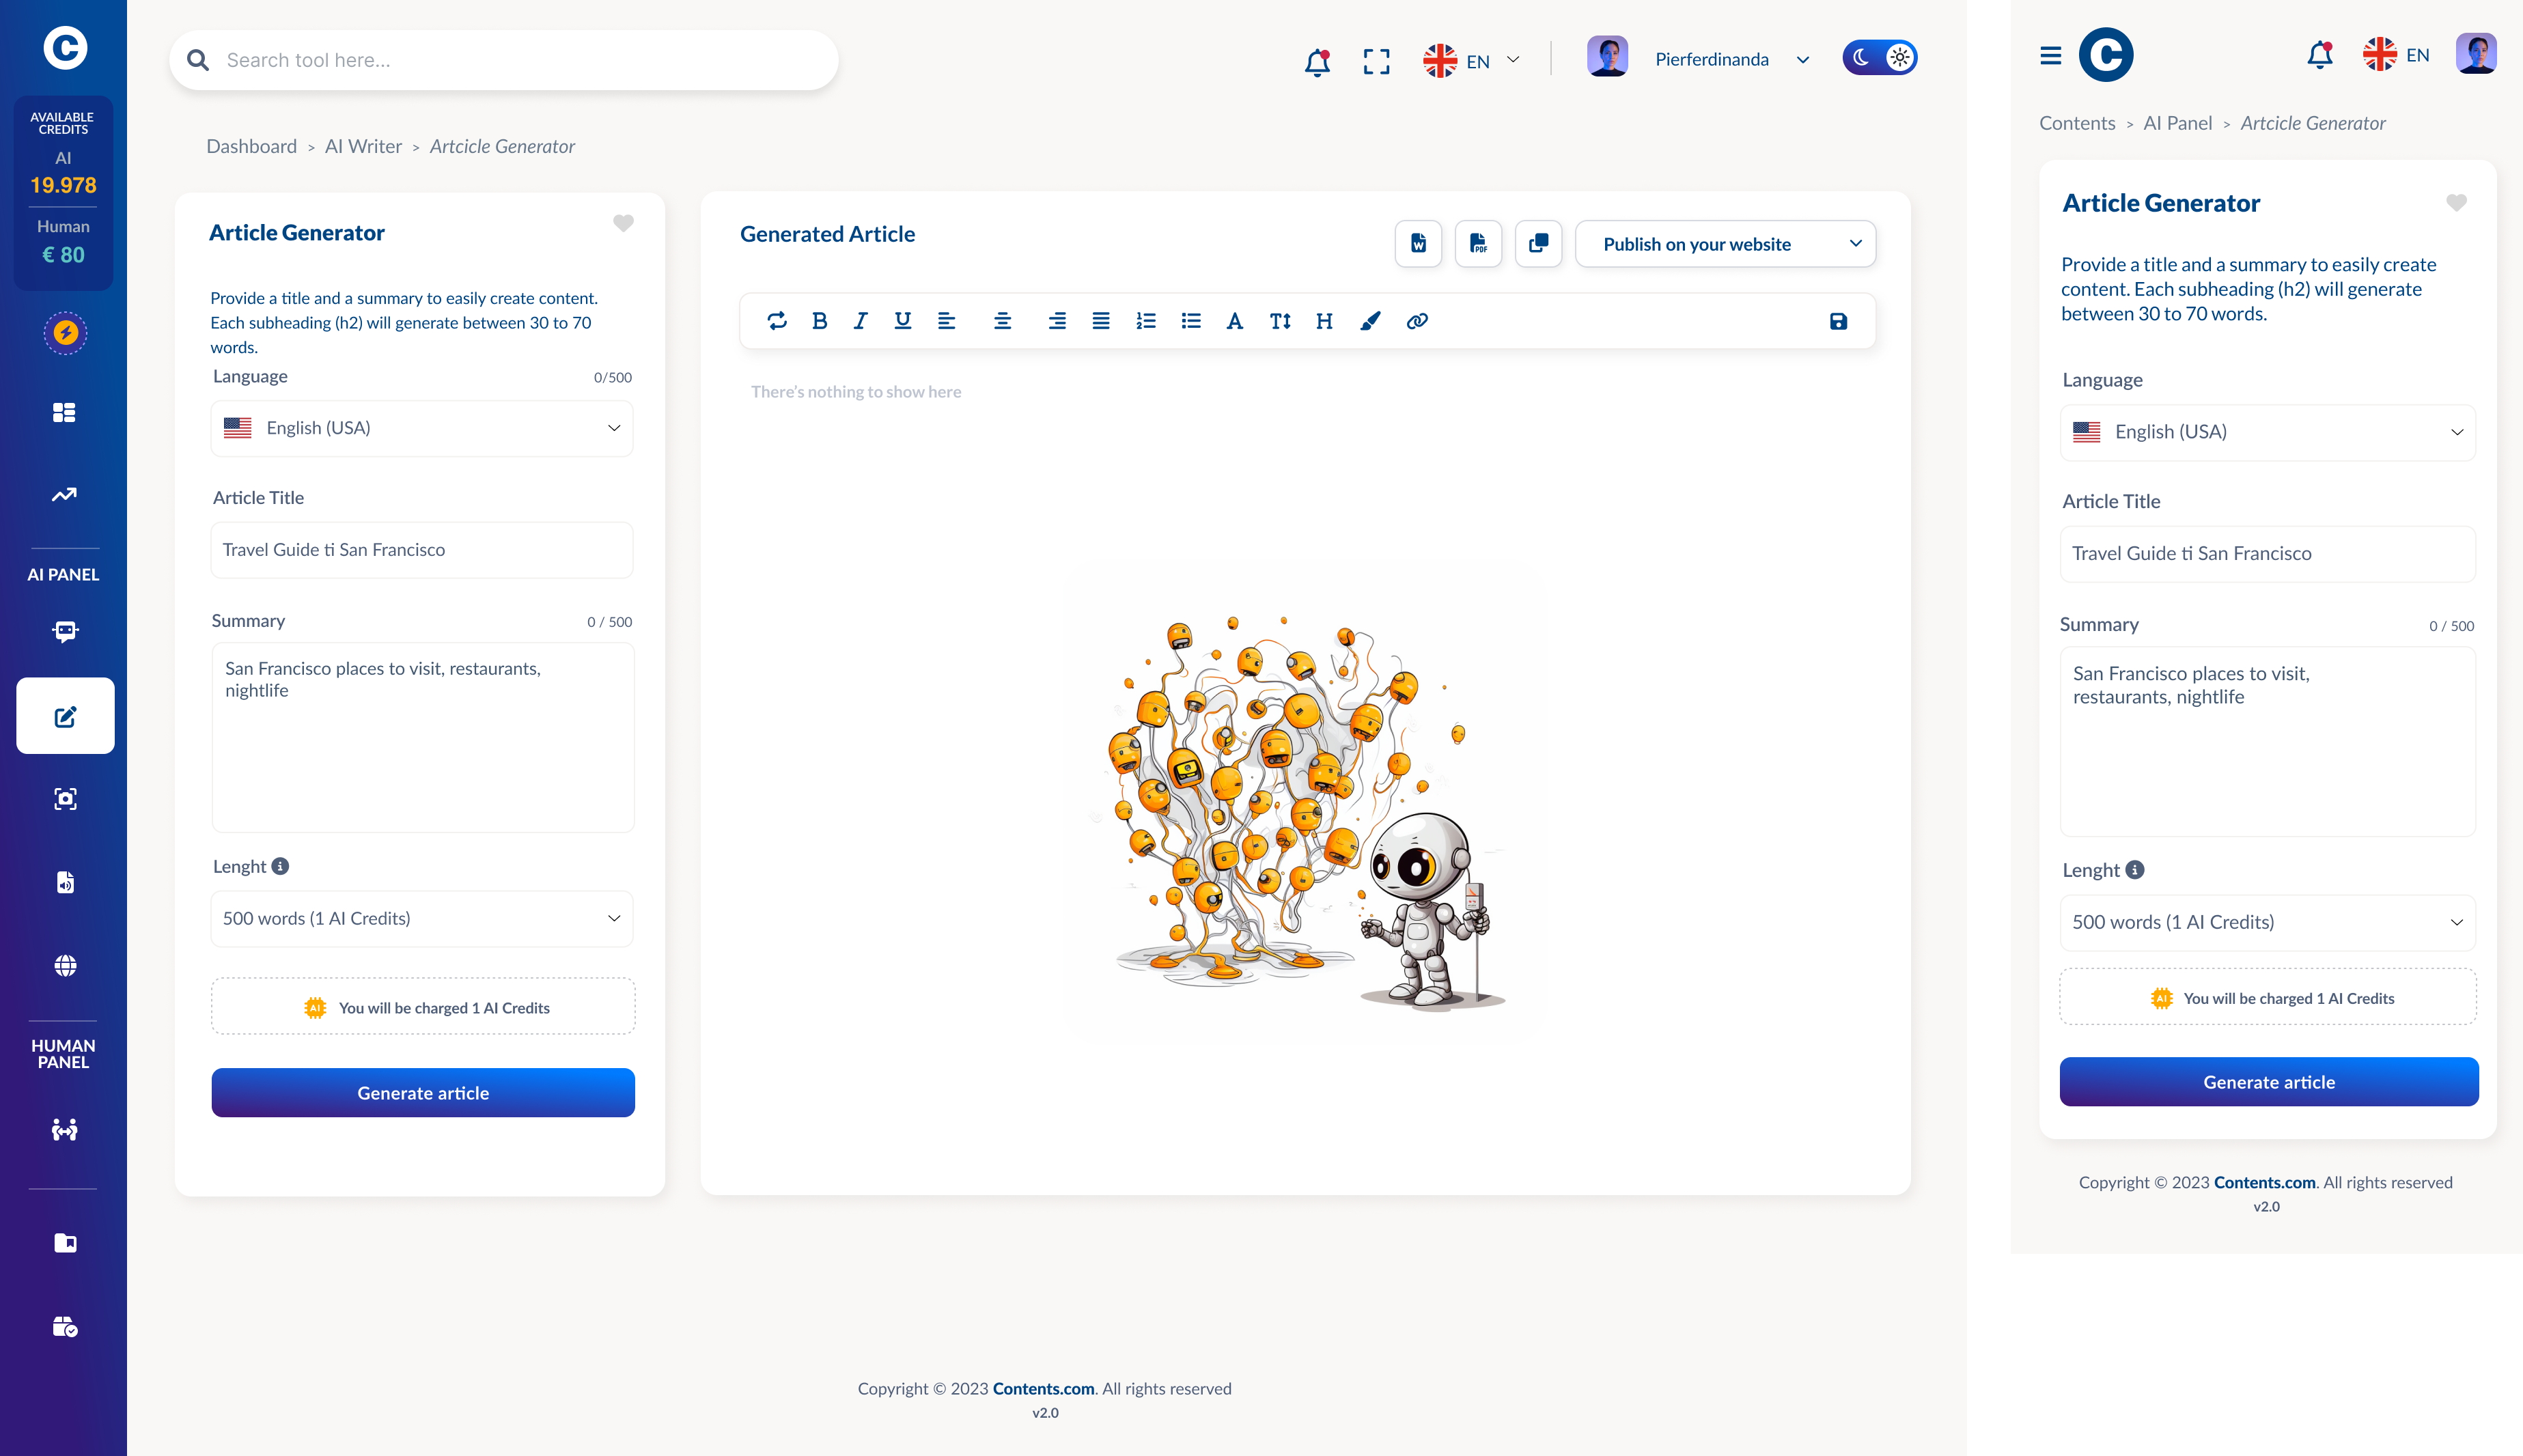 C
AVAILABLE
CREDITS
AI
19.978
Human
€ 80
AI PANEL
HUMAN
PANEL
Search tool here...
EN
Pierferdinanda
Dashboard > AI Writer > Artcicle Generator
Article Generator
Provide a title and a summary to easily create content.
Each subheading (h2) will generate between 30 to 70
words.
Language 0/500
English (USA)
Article Title
Travel Guide ti San Francisco
Summary 0 / 500
San Francisco places to visit, restaurants,
nightlife
Lenght
500 words (1 AI Credits)
AI You will be charged 1 AI Credits
Generate article
Generated Article
W
PDF
Publish on your website
B I U A T H
There's nothing to show here
Copyright © 2023 Contents.com. All rights reserved
v2.0
C
EN
Contents > AI Panel > Artcicle Generator
Article Generator
Provide a title and a summary to easily create
content. Each subheading (h2) will generate
between 30 to 70 words.
Language
English (USA)
Article Title
Travel Guide ti San Francisco
Summary 0 / 500
San Francisco places to visit,
restaurants, nightlife
Lenght
500 words (1 AI Credits)
AI You will be charged 1 AI Credits
Generate article
Copyright © 2023 Contents.com. All rights reserved
v2.0